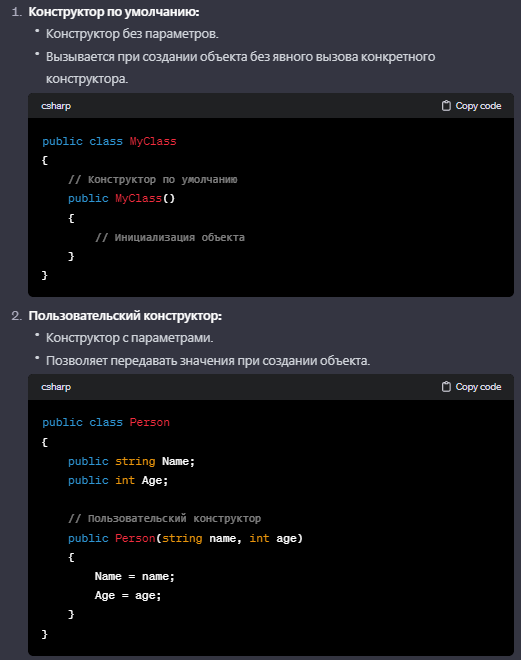 1. Конструктор по умолчанию:
• Конструктор без параметров.
• Вызывается при создании объекта без явного вызова конкретного
конструктора.
csharp Copy code
public class MyClass
{
    // Конструктор по умолчанию
    public MyClass()
    {
        // Инициализация объекта
    }
}
2. Пользовательский конструктор:
• Конструктор с параметрами.
• Позволяет передавать значения при создании объекта.
csharp Copy code
public class Person
{
    public string Name;
    public int Age;
    // Пользовательский конструктор
    public Person(string name, int age)
    {
        Name = name;
        Age = age;
    }
}